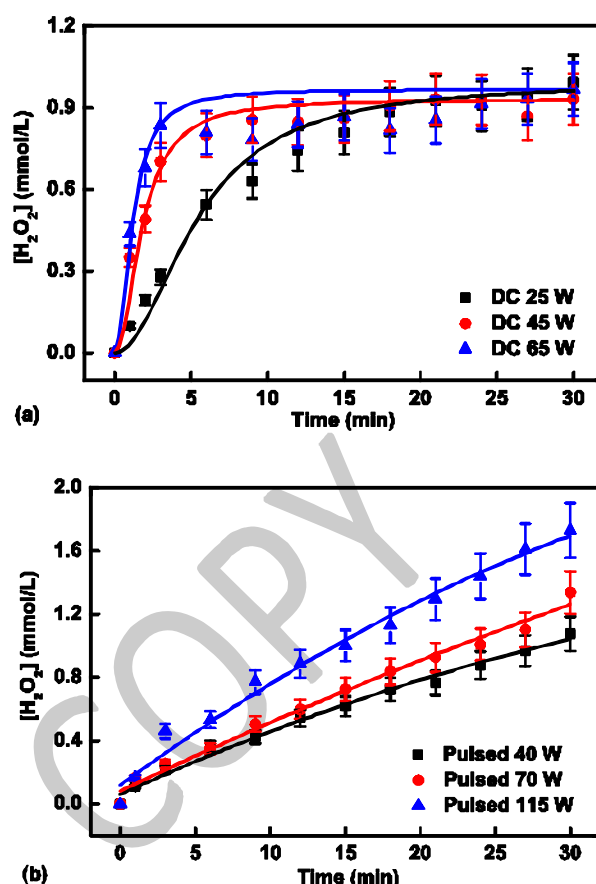 1.2
0.9
0.6
0.3
0.0
[H₂O₂] (mmol/L)
DC 25 W
DC 45 W
DC 65 W
0 5 10 15 20 25 30
(a)
Time (min)
2.0
1.6
1.2
0.8
0.4
0.0
[H₂O₂] (mmol/L)
COPY
Pulsed 40 W
Pulsed 70 W
Pulsed 115 W
0 5 10 15 20 25 30
(b)
Time (min)